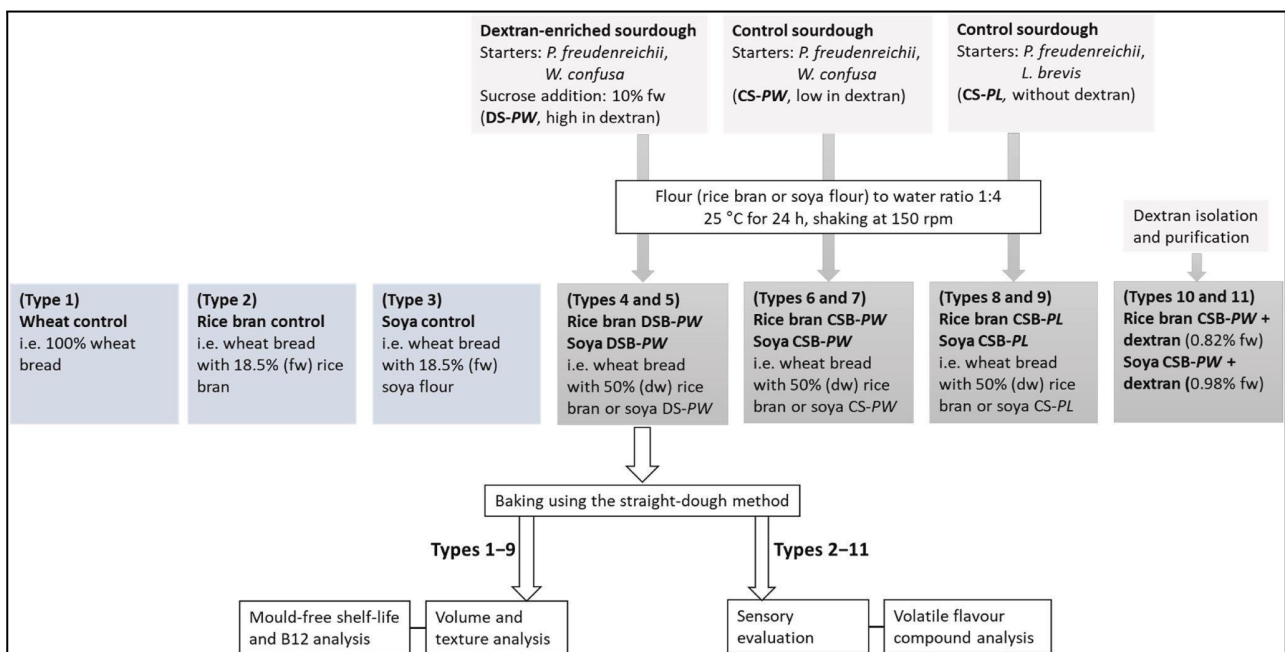 Dextran-enriched sourdough
Starters: P. freudenreichii,
W. confusa
Sucrose addition: 10% fw
(DS-PW, high in dextran)
Control sourdough
Starters: P. freudenreichii,
W. confusa
(CS-PW, low in dextran)
Control sourdough
Starters: P. freudenreichii,
L. brevis
(CS-PL, without dextran)
Flour (rice bran or soya flour) to water ratio 1:4
25 °C for 24 h, shaking at 150 rpm
Dextran isolation
and purification
(Type 1)
Wheat control
i.e. 100% wheat
bread
(Type 2)
Rice bran control
i.e. wheat bread
with 18.5% (fw) rice
bran
(Type 3)
Soya control
i.e. wheat bread
with 18.5% (fw)
soya flour
(Types 4 and 5)
Rice bran DSB-PW
Soya DSB-PW
i.e. wheat bread
with 50% (dw) rice
bran or soya DS-PW
(Types 6 and 7)
Rice bran CSB-PW
Soya CSB-PW
i.e. wheat bread
with 50% (dw) rice
bran or soya CS-PW
(Types 8 and 9)
Rice bran CSB-PL
Soya CSB-PL
i.e. wheat bread
with 50% (dw) rice
bran or soya CS-PL
(Types 10 and 11)
Rice bran CSB-PW +
dextran (0.82% fw)
Soya CSB-PW +
dextran (0.98% fw)
Baking using the straight-dough method
Types 1–9
Types 2–11
Mould-free shelf-life
and B12 analysis
Volume and
texture analysis
Sensory
evaluation
Volatile flavour
compound analysis